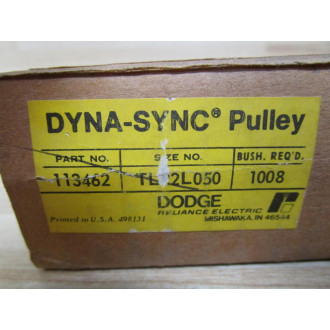 DYNA-SYNC® Pulley
PART NO. SIZE NO. BUSH. REQ'D.
113462 1008
DODGE
RELIANCE ELECTRIC
Printed in U.S.A. 498131 MISHAWAKA, IN 46544